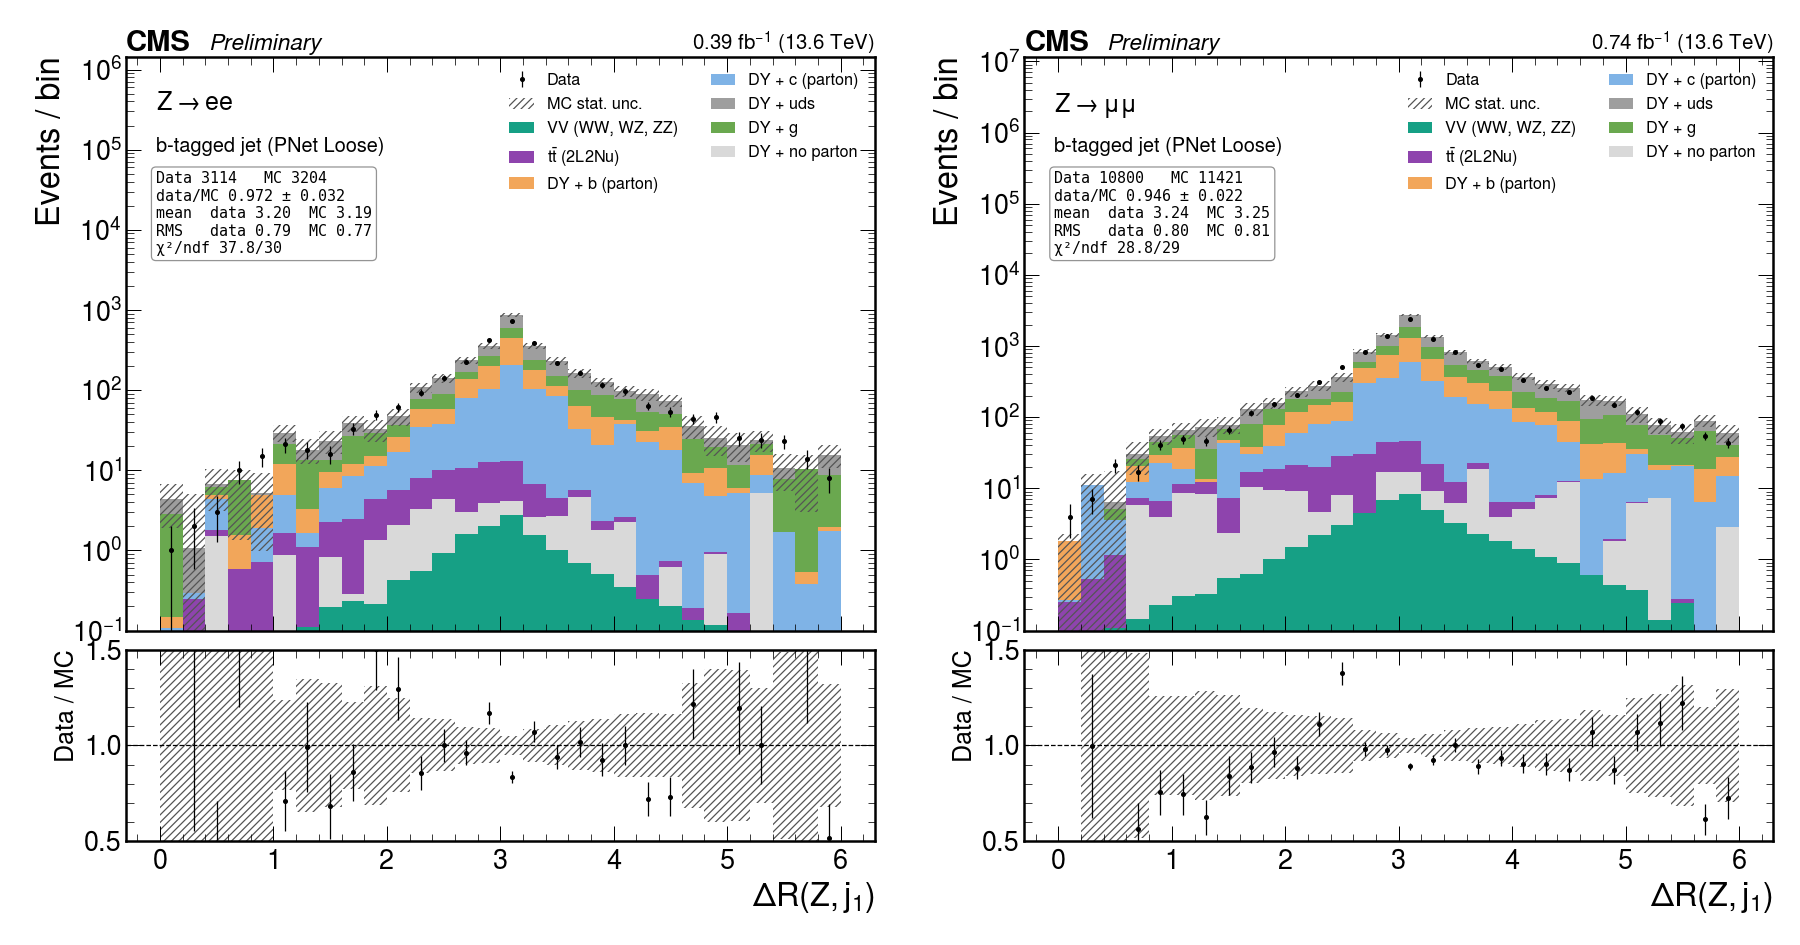 CMS Preliminary 0.39 fb⁻¹ (13.6 TeV)
Events / bin
10⁶
10⁵
10⁴
10³
10²
10¹
10⁰
10⁻¹
Z → ee
b-tagged jet (PNet Loose)
Data 3114 MC 3204
data/MC 0.972 ± 0.032
mean data 3.20 MC 3.19
RMS data 0.79 MC 0.77
χ²/ndf 37.8/30
Data
MC stat. unc.
VV (WW, WZ, ZZ)
tt̄ (2L2Nu)
DY + b (parton)
DY + c (parton)
DY + uds
DY + g
DY + no parton
Data / MC
1.5
1.0
0.5
0 1 2 3 4 5 6
ΔR(Z, j₁)
CMS Preliminary 0.74 fb⁻¹ (13.6 TeV)
Events / bin
10⁷
10⁶
10⁵
10⁴
10³
10²
10¹
10⁰
10⁻¹
Z → μμ
b-tagged jet (PNet Loose)
Data 10800 MC 11421
data/MC 0.946 ± 0.022
mean data 3.24 MC 3.25
RMS data 0.80 MC 0.81
χ²/ndf 28.8/29
Data
MC stat. unc.
VV (WW, WZ, ZZ)
tt̄ (2L2Nu)
DY + b (parton)
DY + c (parton)
DY + uds
DY + g
DY + no parton
Data / MC
1.5
1.0
0.5
0 1 2 3 4 5 6
ΔR(Z, j₁)